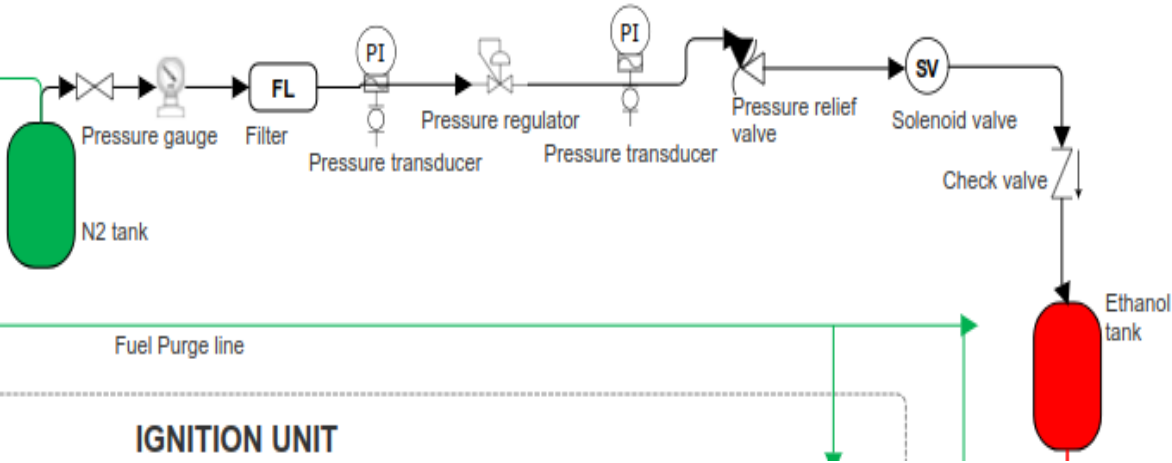 PI
PI
FL
SV
Pressure gauge
Filter
Pressure transducer
Pressure regulator
Pressure transducer
Pressure relief
valve
Solenoid valve
Check valve
N2 tank
Ethanol
tank
Fuel Purge line
IGNITION UNIT